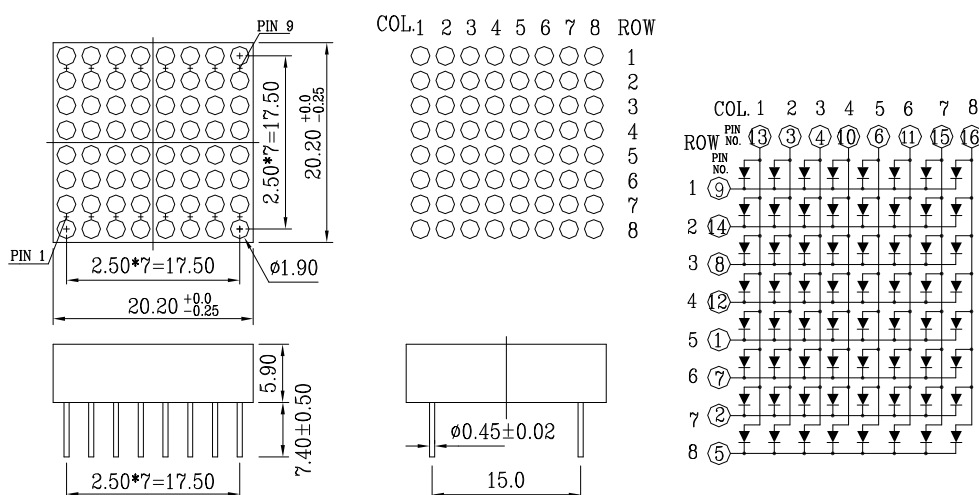 PIN 9
2.50*7=17.50
20.20 +0.0 -0.25
PIN 1
ø1.90
2.50*7=17.50
20.20 +0.0 -0.25
COL. 1 2 3 4 5 6 7 8 ROW
1
2
3
4
5
6
7
8
COL. 1 2 3 4 5 6 7 8
ROW PIN NO. 13 3 4 10 6 11 15 16
PIN NO.
1 9
2 14
3 8
4 12
5 1
6 7
7 2
8 5
5.90
7.40±0.50
2.50*7=17.50
ø0.45±0.02
15.0